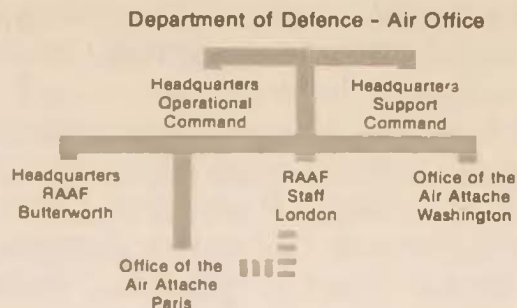 Department of Defence - Air Office
Headquarters
Operational
Command
Headquarters
Support
Command
Headquarters
RAAF
Butterworth
RAAF
Staff
London
Office of the
Air Attache
Washington
Office of the
Air Attache
Paris